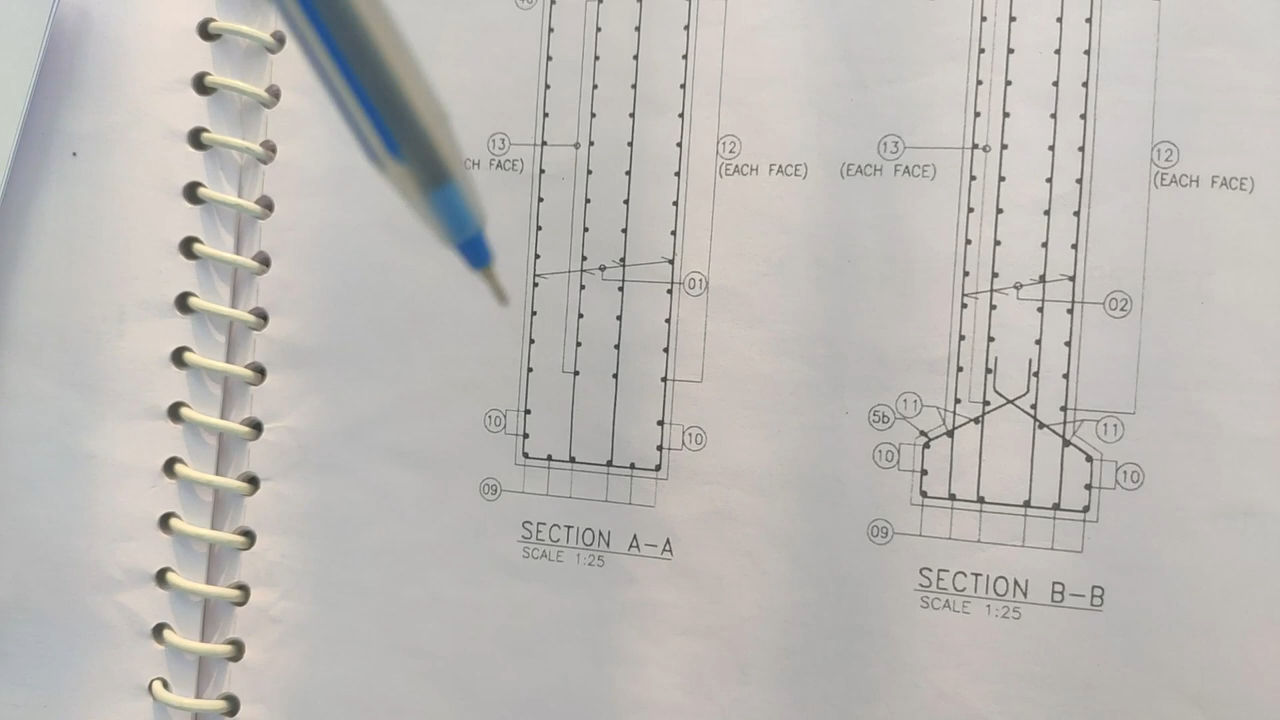 13
CH FACE)
12
(EACH FACE)
01
10
10
09
SECTION A-A
SCALE 1:25
13
(EACH FACE)
12
(EACH FACE)
02
11
5b
11
10
10
09
SECTION B-B
SCALE 1:25